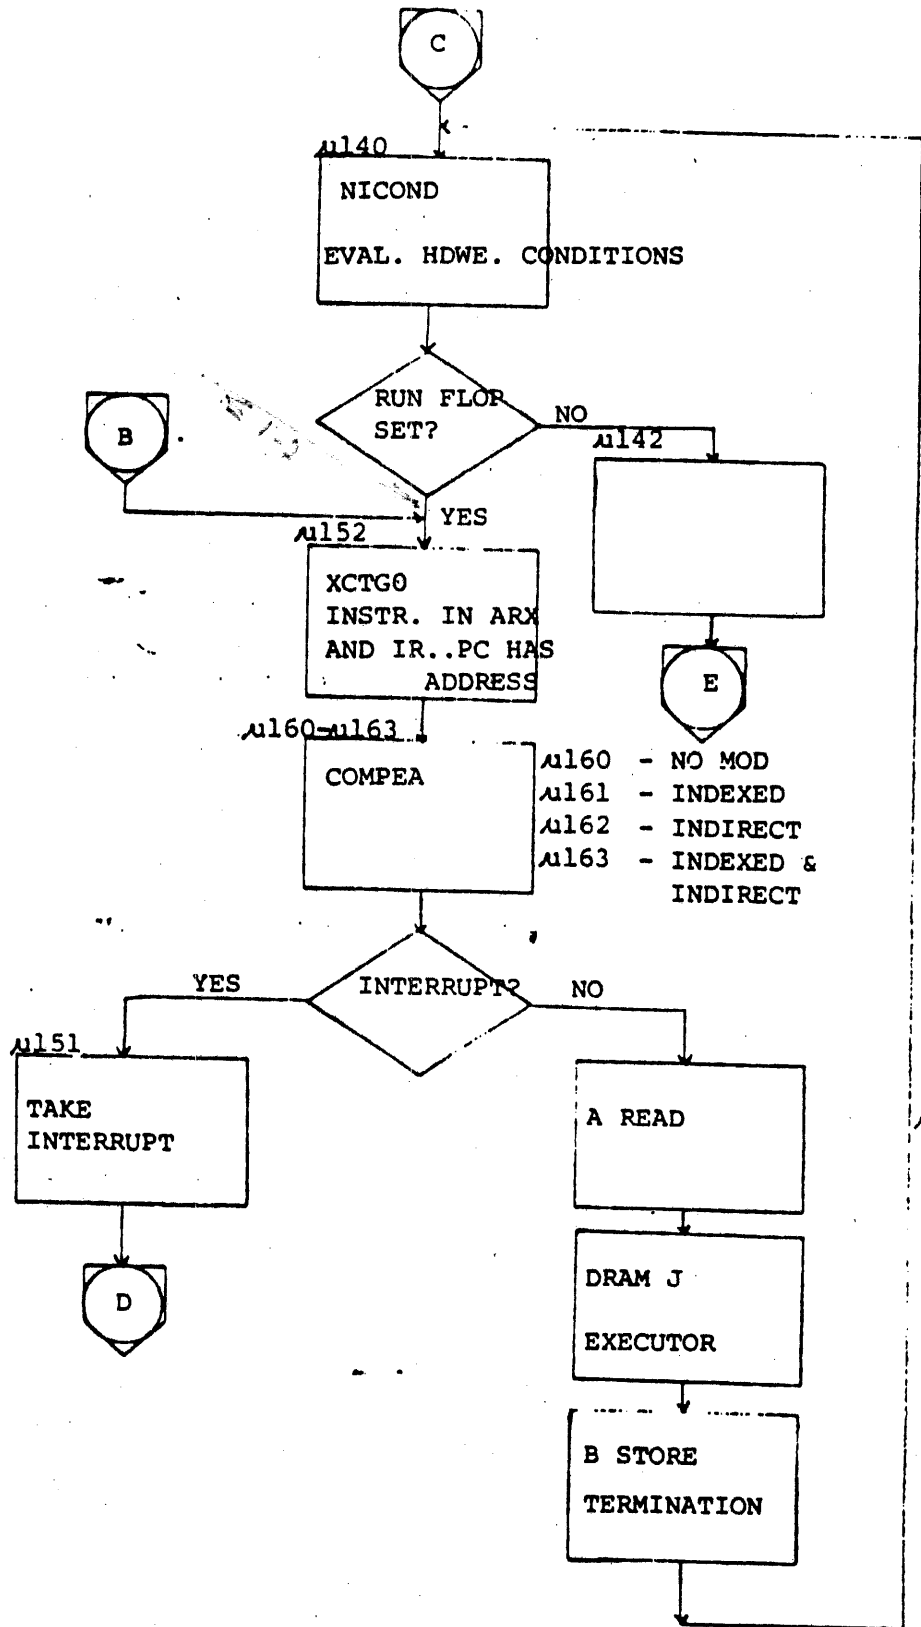 C
μ140
NICOND
EVAL. HDWE. CONDITIONS
RUN FLOP
SET?
NO
μ142
B
YES
μ152
XCTG0
INSTR. IN ARX
AND IR..PC HAS
ADDRESS
E
μ160-μ163
COMPEA
μ160 - NO MOD
μ161 - INDEXED
μ162 - INDIRECT
μ163 - INDEXED &
INDIRECT
INTERRUPT?
YES
NO
μ151
TAKE
INTERRUPT
A READ
D
DRAM J
EXECUTOR
B STORE
TERMINATION